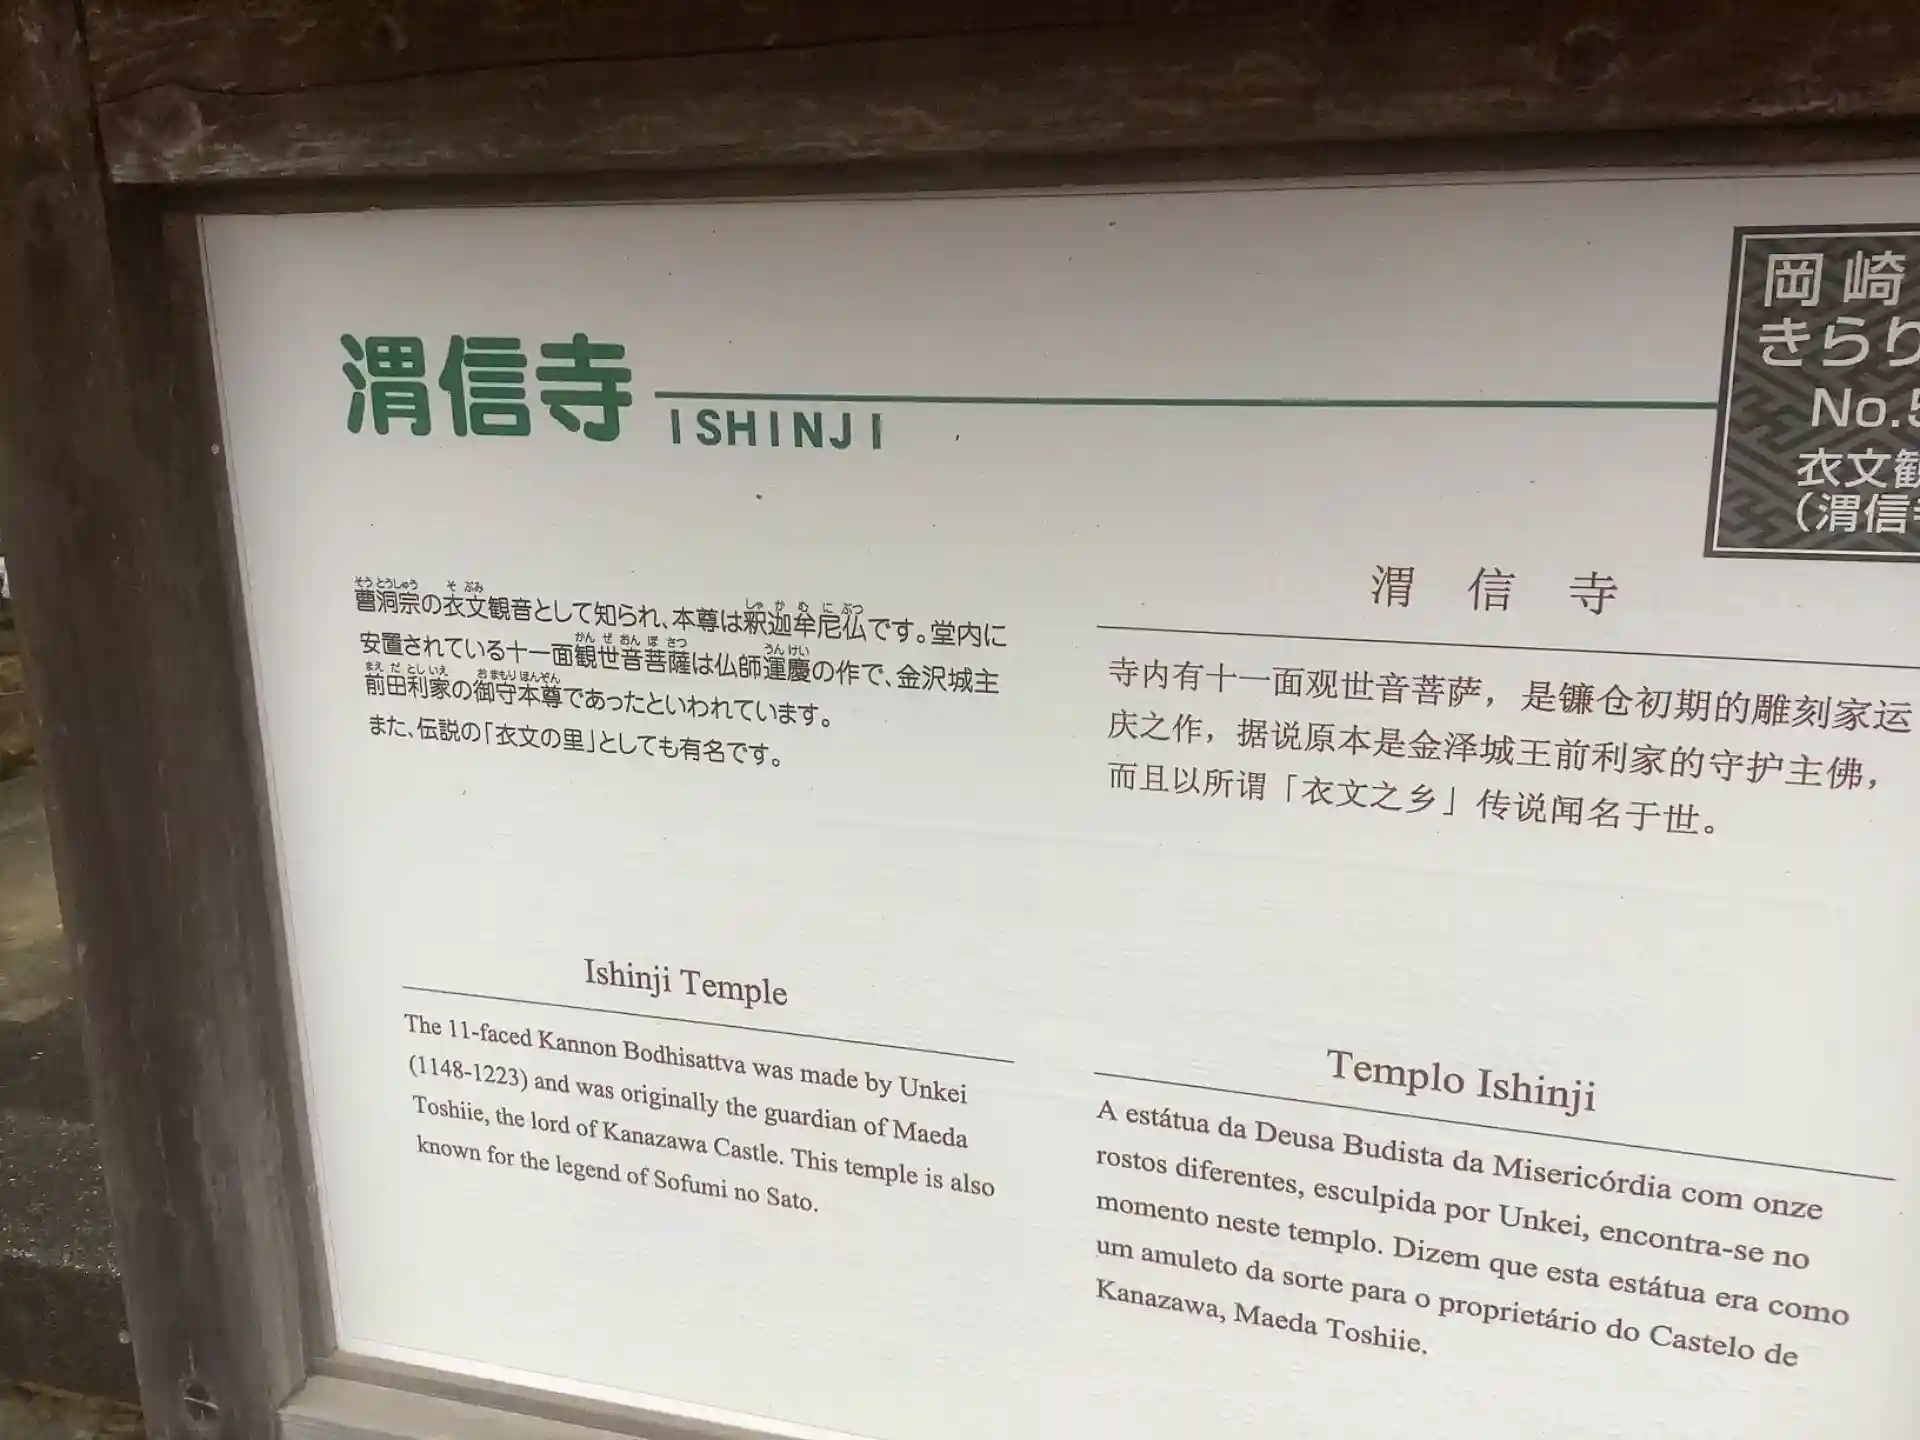 渭信寺
ISHINJI
岡崎
きらり
No.5
衣文観
(渭信寺
曹洞宗の衣文観音として知られ、本尊は釈迦牟尼仏です。堂内に
安置されている十一面観世音菩薩は仏師運慶の作で、金沢城主
前田利家の御守本尊であったといわれています。
また、伝説の「衣文の里」としても有名です。
渭信寺
寺内有十一面观世音菩萨，是镰仓初期的雕刻家运
庆之作，据说原本是金泽城王前利家的守护主佛，
而且以所谓「衣文之乡」传说闻名于世。
Ishinji Temple
The 11-faced Kannon Bodhisattva was made by Unkei
(1148-1223) and was originally the guardian of Maeda
Toshiie, the lord of Kanazawa Castle. This temple is also
known for the legend of Sofumi no Sato.
Templo Ishinji
A estátua da Deusa Budista da Misericórdia com onze
rostos diferentes, esculpida por Unkei, encontra-se no
momento neste templo. Dizem que esta estátua era como
um amuleto da sorte para o proprietário do Castelo de
Kanazawa, Maeda Toshiie.